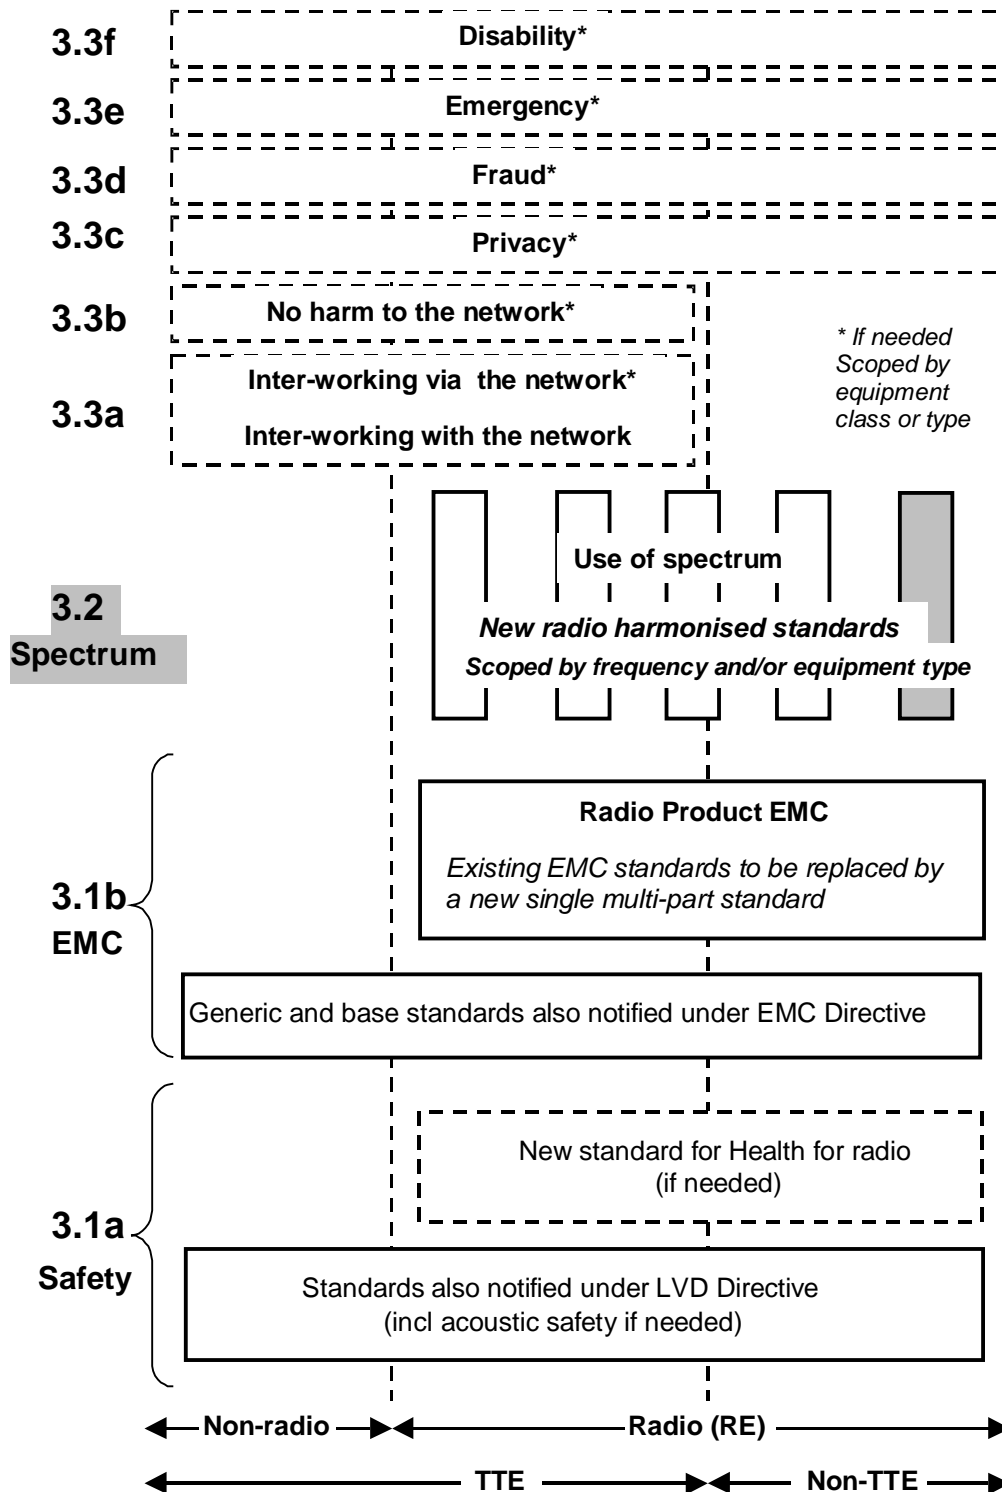 3.3f
Disability*
3.3e
Emergency*
3.3d
Fraud*
3.3c
Privacy*
3.3b
No harm to the network*
* If needed
Scoped by
equipment
class or type
3.3a
Inter-working via the network*
Inter-working with the network
Use of spectrum
3.2
Spectrum
New radio harmonised standards
Scoped by frequency and/or equipment type
Radio Product EMC
Existing EMC standards to be replaced by
a new single multi-part standard
3.1b
EMC
Generic and base standards also notified under EMC Directive
New standard for Health for radio
(if needed)
3.1a
Safety
Standards also notified under LVD Directive
(incl acoustic safety if needed)
Non-radio
Radio (RE)
TTE
Non-TTE